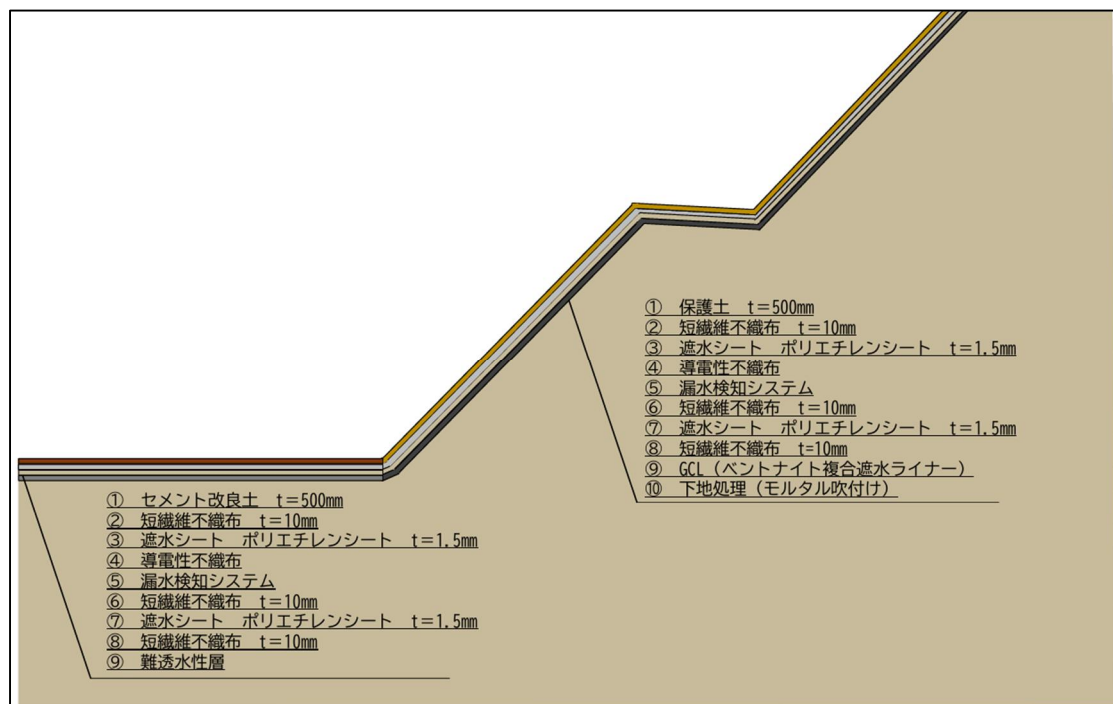 ① 保護土 t=500mm
② 短繊維不織布 t=10mm
③ 遮水シート ポリエチレンシート t=1.5mm
④ 導電性不織布
⑤ 漏水検知システム
⑥ 短繊維不織布 t=10mm
⑦ 遮水シート ポリエチレンシート t=1.5mm
⑧ 短繊維不織布 t=10mm
⑨ GCL(ベントナイト複合遮水ライナー)
⑩ 下地処理(モルタル吹付け)
① セメント改良土 t=500mm
② 短繊維不織布 t=10mm
③ 遮水シート ポリエチレンシート t=1.5mm
④ 導電性不織布
⑤ 漏水検知システム
⑥ 短繊維不織布 t=10mm
⑦ 遮水シート ポリエチレンシート t=1.5mm
⑧ 短繊維不織布 t=10mm
⑨ 難透水性層